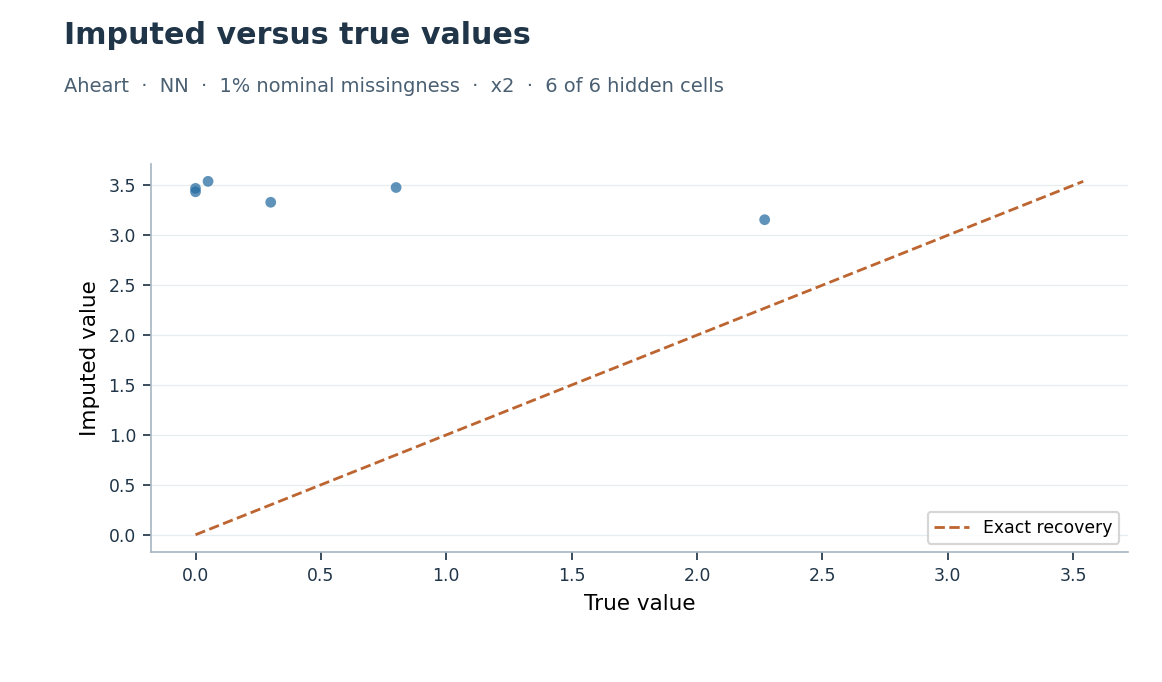 Imputed versus true values
Aheart · NN · 1% nominal missingness · x2 · 6 of 6 hidden cells
Imputed value
3.5
3.0
2.5
2.0
1.5
1.0
0.5
0.0
Exact recovery
0.0 0.5 1.0 1.5 2.0 2.5 3.0 3.5
True value